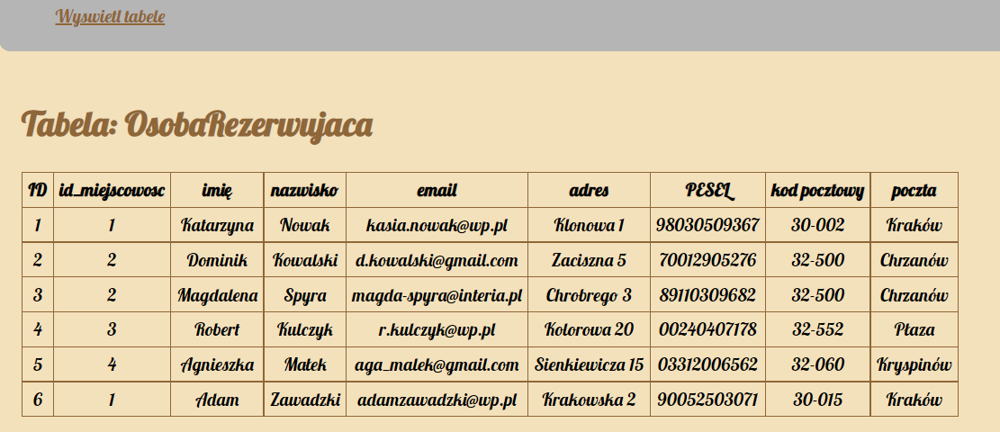 Wyswietl tabele
Tabela: OsobaRezerwujaca
ID id_miejscowosc imię nazwisko email adres PESEL kod pocztowy poczta
1 1 Katarzyna Nowak kasia.nowak@wp.pl Klonowa 1 98030509367 30-002 Kraków
2 2 Dominik Kowalski d.kowalski@gmail.com Zaciszna 5 70012905276 32-500 Chrzanów
3 2 Magdalena Spyra magda-spyra@interia.pl Chrobrego 3 89110309682 32-500 Chrzanów
4 3 Robert Kulczyk r.kulczyk@wp.pl Kolorowa 20 00240407178 32-552 Płaza
5 4 Agnieszka Małek aga_malek@gmail.com Sienkiewicza 15 03312006562 32-060 Kryspinów
6 1 Adam Zawadzki adamzawadzki@wp.pl Krakowska 2 90052503071 30-015 Kraków